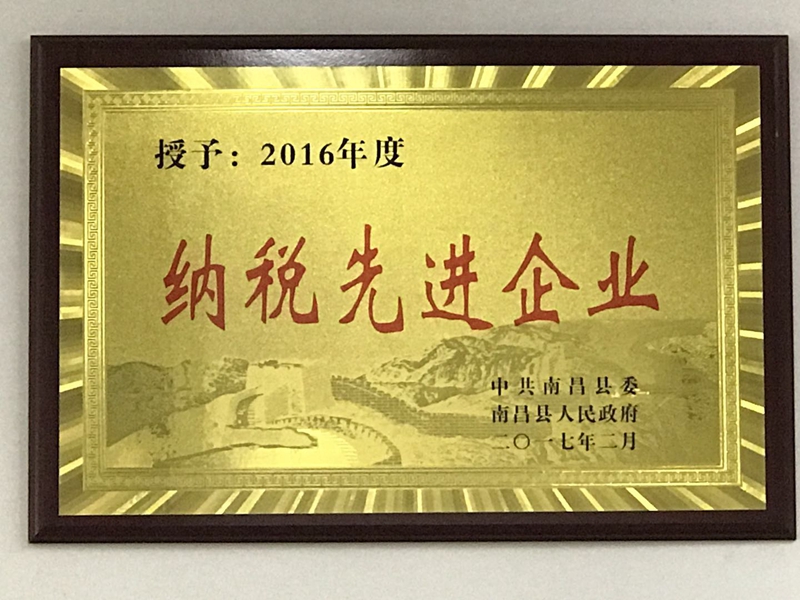 授予：2016年度
纳税先进企业
中共南昌县委
南昌县人民政府
二〇一七年二月